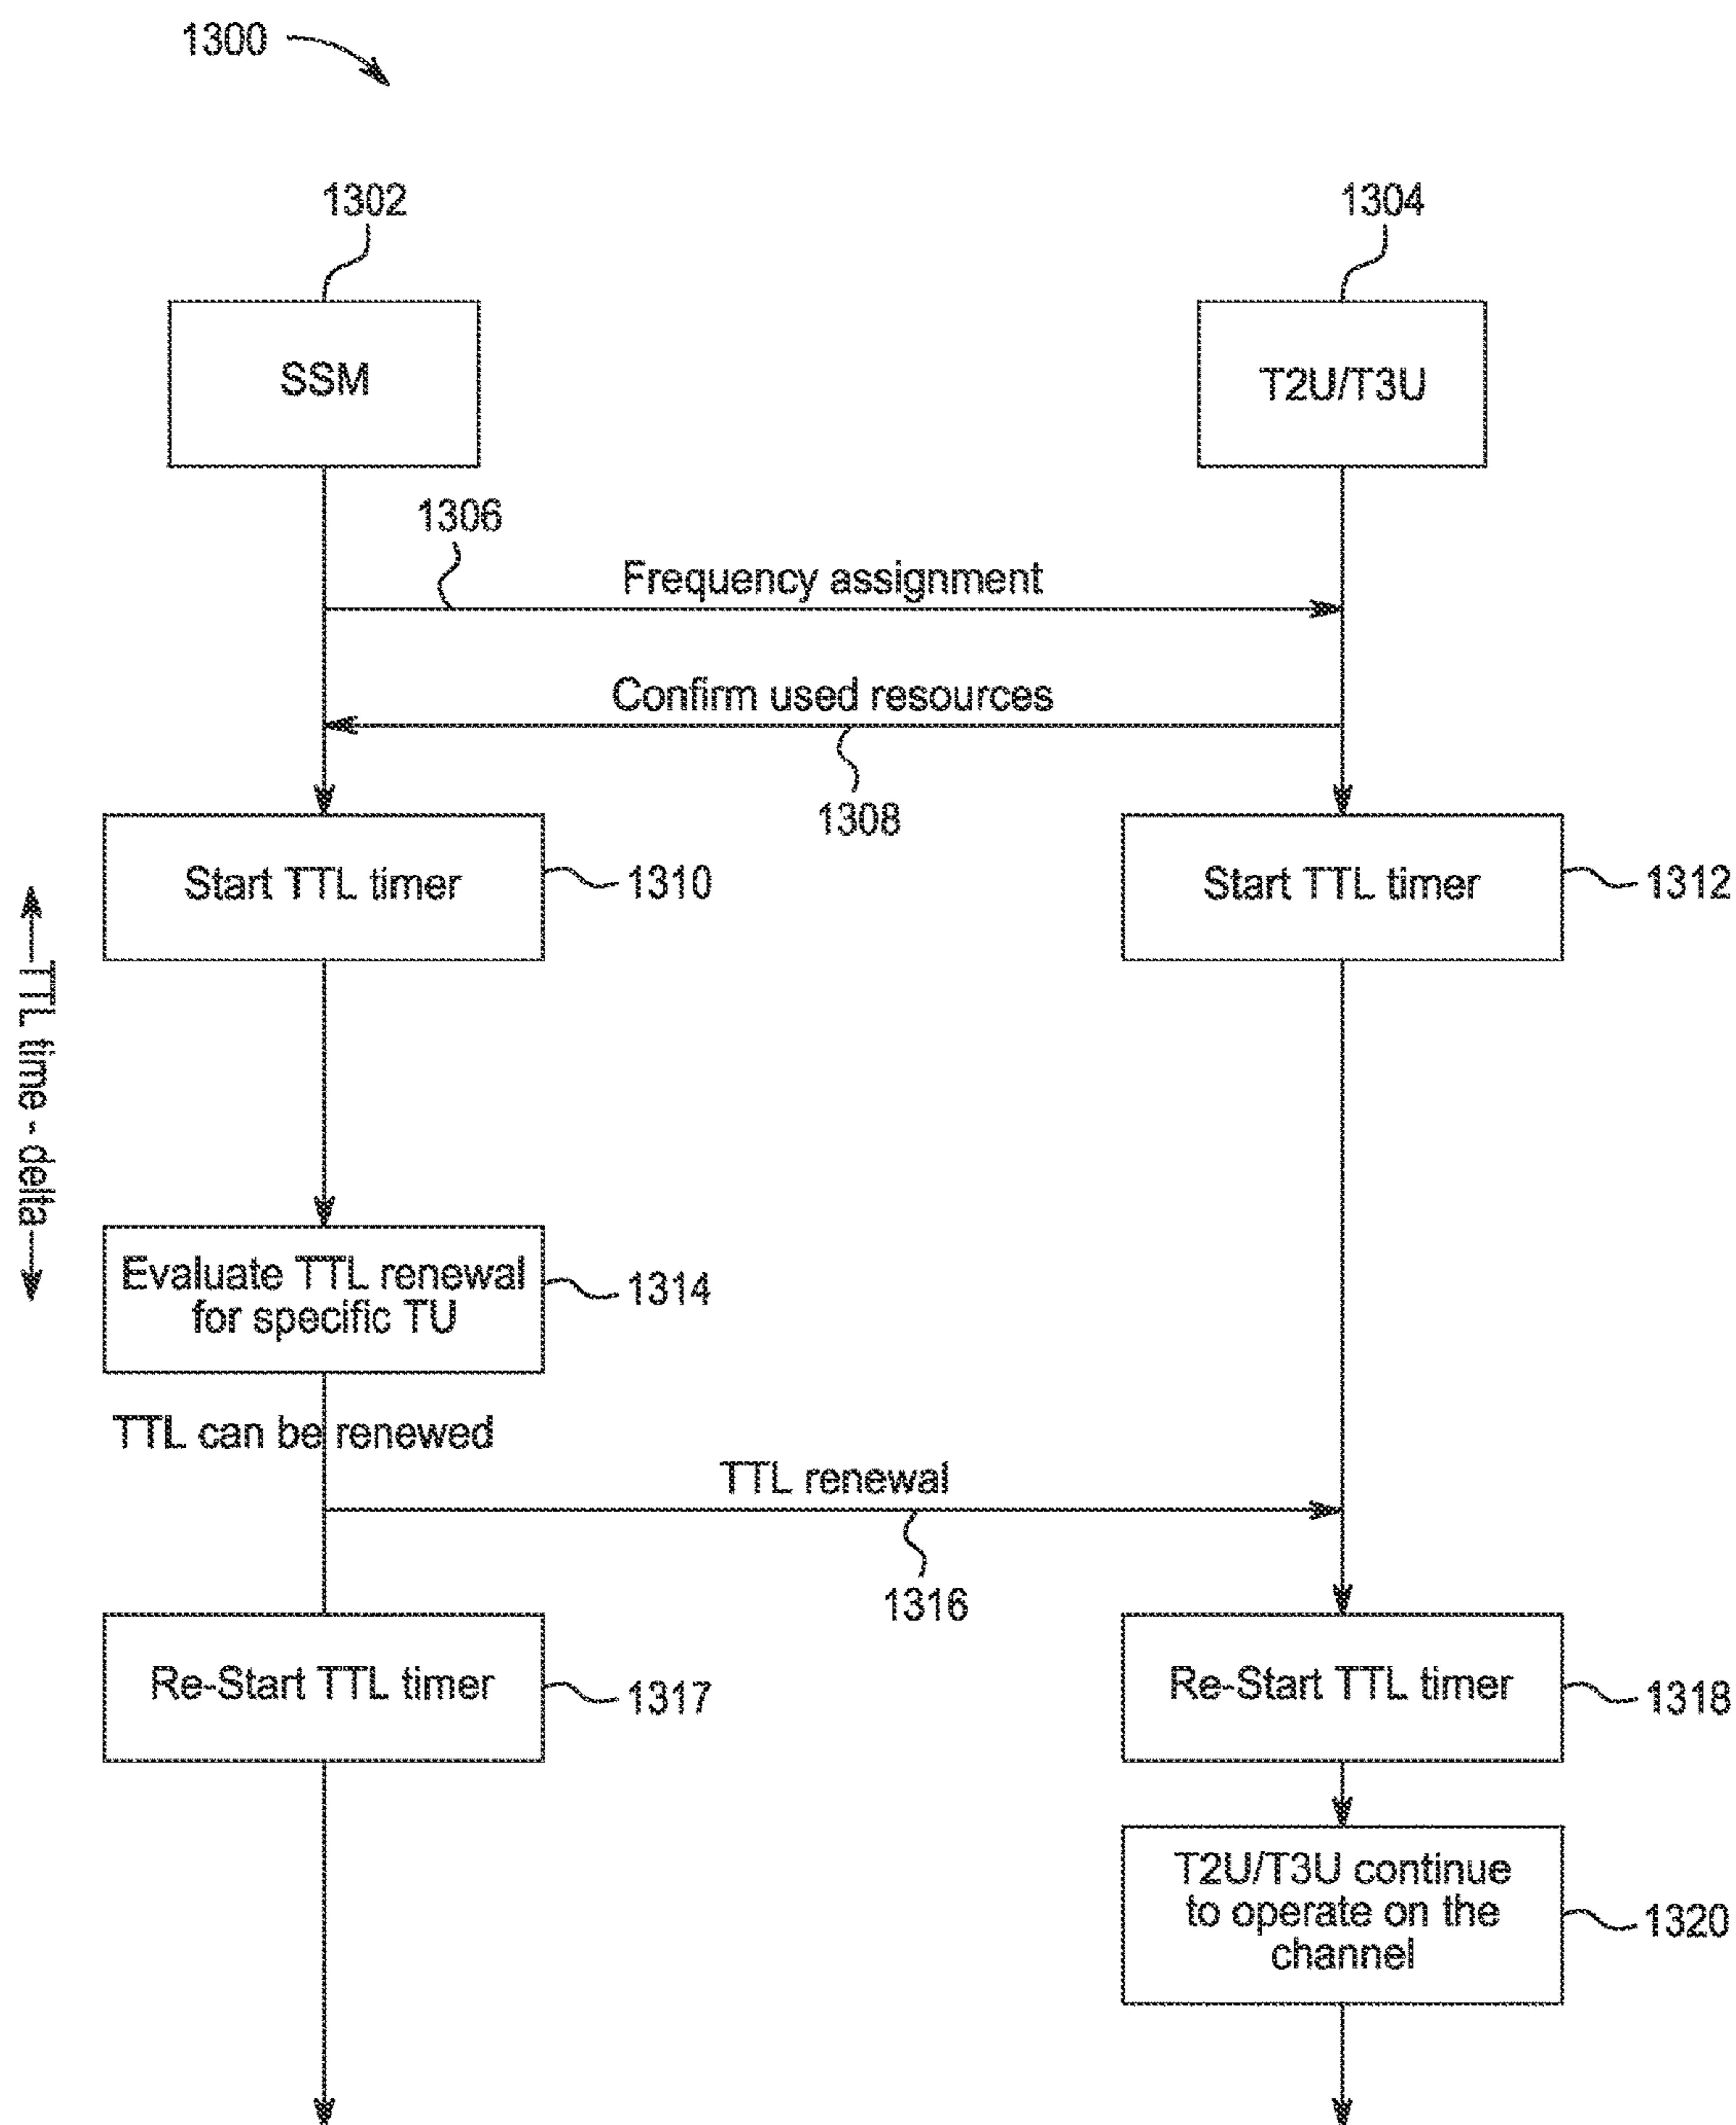 1300
1302
1304
SSM
T2U/T3U
1306
Frequency assignment
Confirm used resources
1308
Start TTL timer
1310
Start TTL timer
1312
TTL time - delta
Evaluate TTL renewal
for specific TU
1314
TTL can be renewed
TTL renewal
1316
Re-Start TTL timer
1317
Re-Start TTL timer
1318
T2U/T3U continue
to operate on the
channel
1320